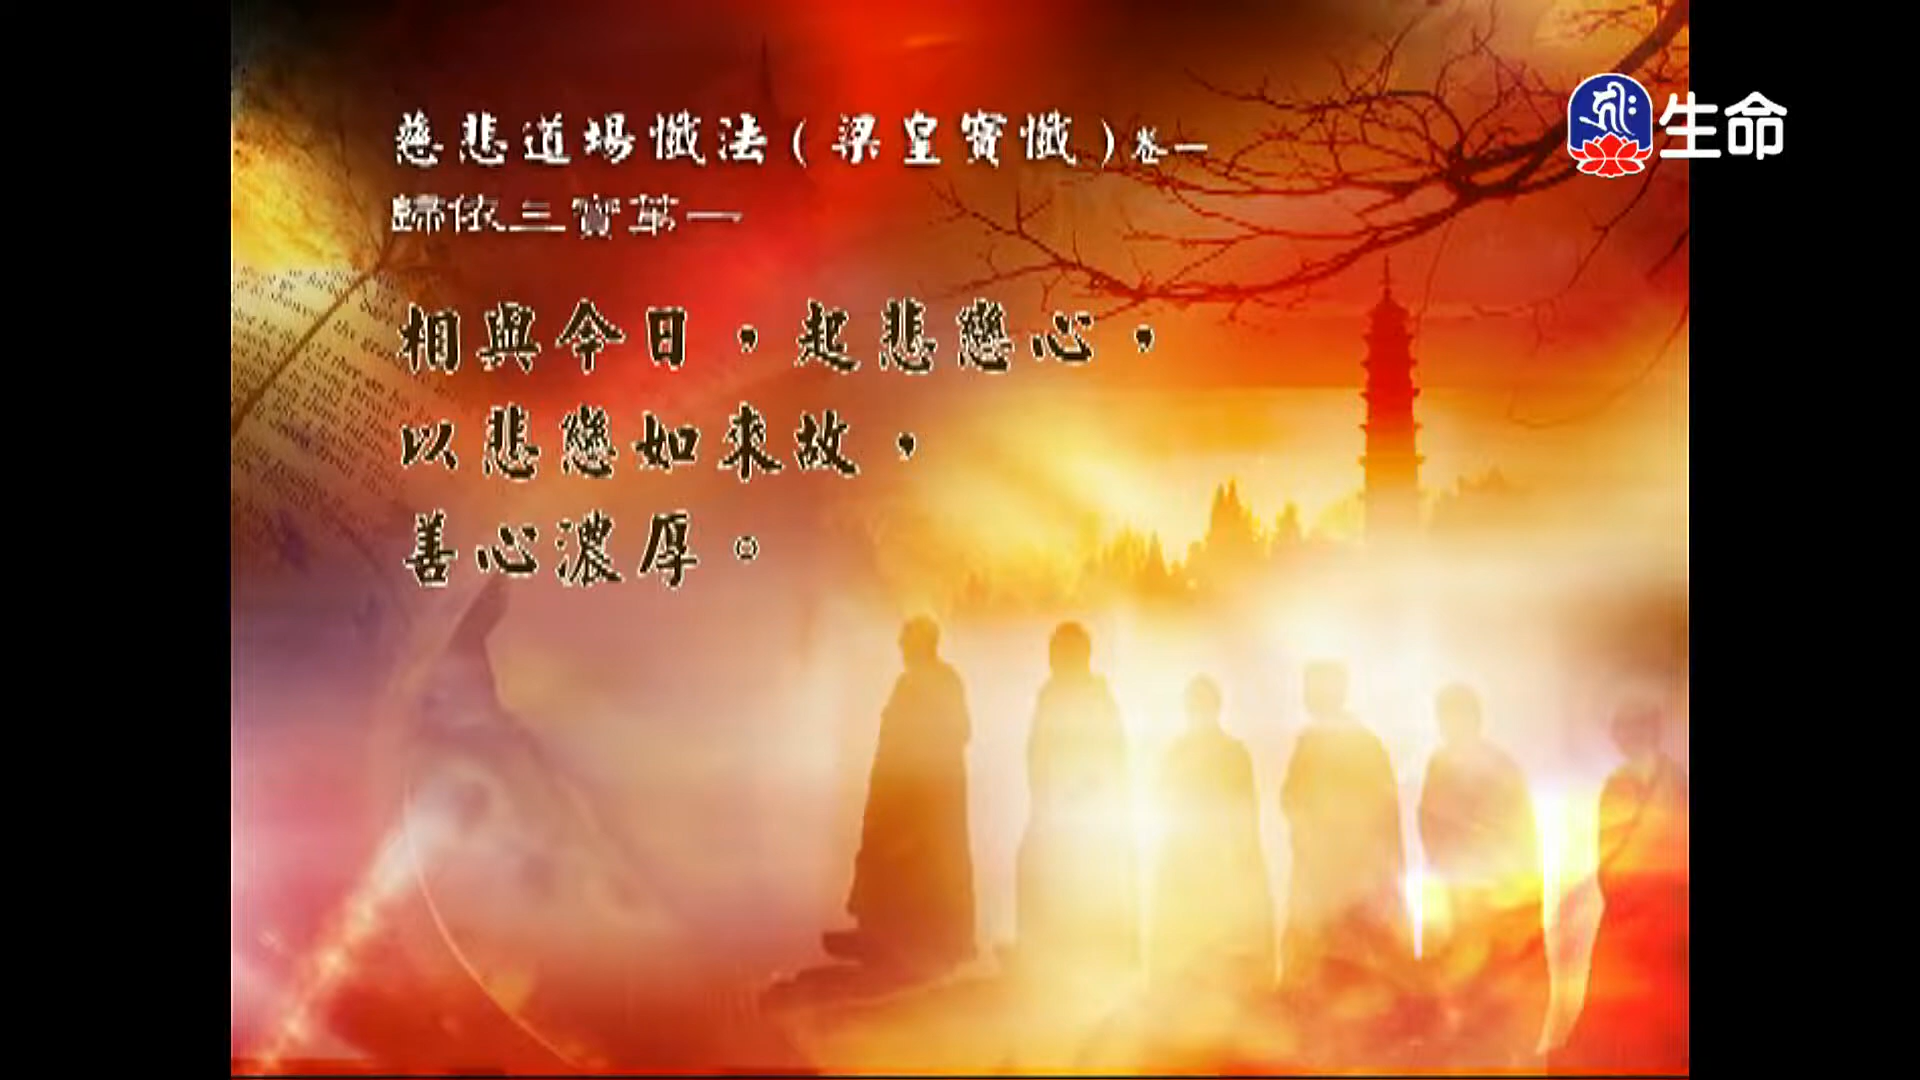 慈悲道場懺法(梁皇寶懺)卷一
歸依三寶第一
相與今日，起悲戀心，
以悲戀如來故，
善心濃厚。
生命